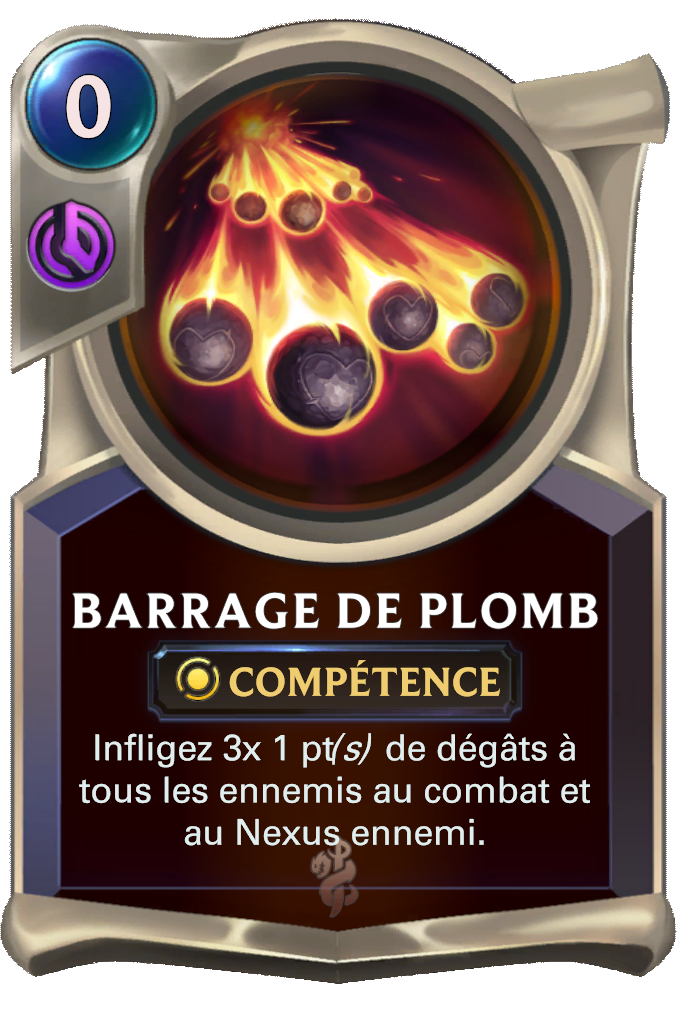 0
BARRAGE DE PLOMB
COMPÉTENCE
Infligez 3x 1 pt(s) de dégâts à
tous les ennemis au combat et
au Nexus ennemi.